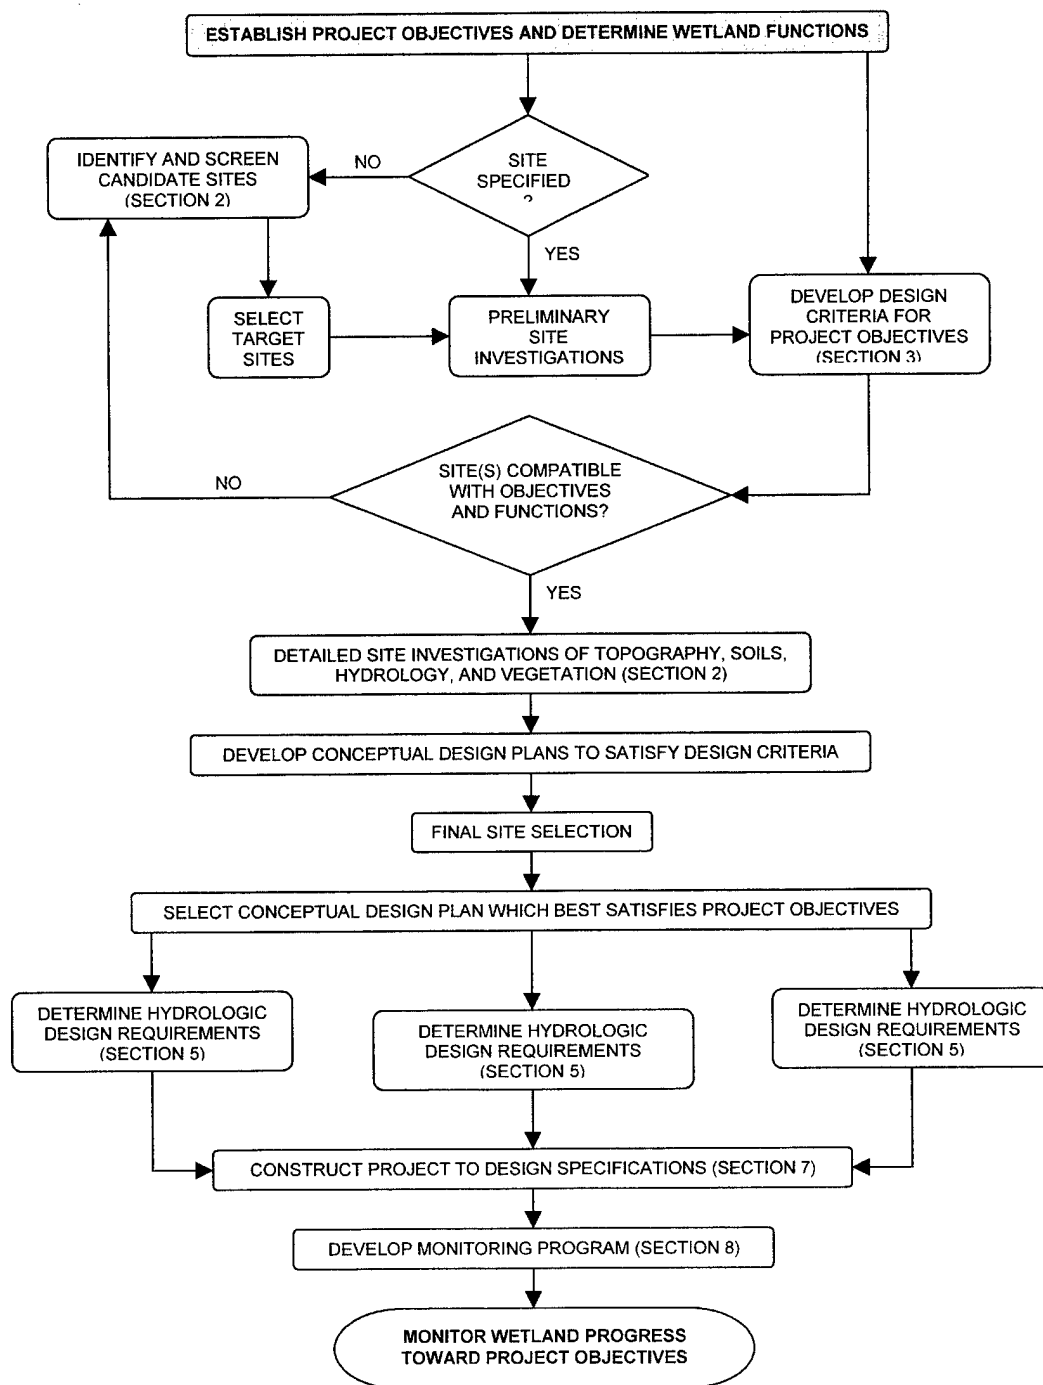 ESTABLISH PROJECT OBJECTIVES AND DETERMINE WETLAND FUNCTIONS
IDENTIFY AND SCREEN
CANDIDATE SITES
(SECTION 2)
NO
SITE
SPECIFIED
?
YES
SELECT
TARGET
SITES
PRELIMINARY
SITE
INVESTIGATIONS
DEVELOP DESIGN
CRITERIA FOR
PROJECT OBJECTIVES
(SECTION 3)
NO
SITE(S) COMPATIBLE
WITH OBJECTIVES
AND FUNCTIONS?
YES
DETAILED SITE INVESTIGATIONS OF TOPOGRAPHY, SOILS,
HYDROLOGY, AND VEGETATION (SECTION 2)
DEVELOP CONCEPTUAL DESIGN PLANS TO SATISFY DESIGN CRITERIA
FINAL SITE SELECTION
SELECT CONCEPTUAL DESIGN PLAN WHICH BEST SATISFIES PROJECT OBJECTIVES
DETERMINE HYDROLOGIC
DESIGN REQUIREMENTS
(SECTION 5)
DETERMINE HYDROLOGIC
DESIGN REQUIREMENTS
(SECTION 5)
DETERMINE HYDROLOGIC
DESIGN REQUIREMENTS
(SECTION 5)
CONSTRUCT PROJECT TO DESIGN SPECIFICATIONS (SECTION 7)
DEVELOP MONITORING PROGRAM (SECTION 8)
MONITOR WETLAND PROGRESS
TOWARD PROJECT OBJECTIVES